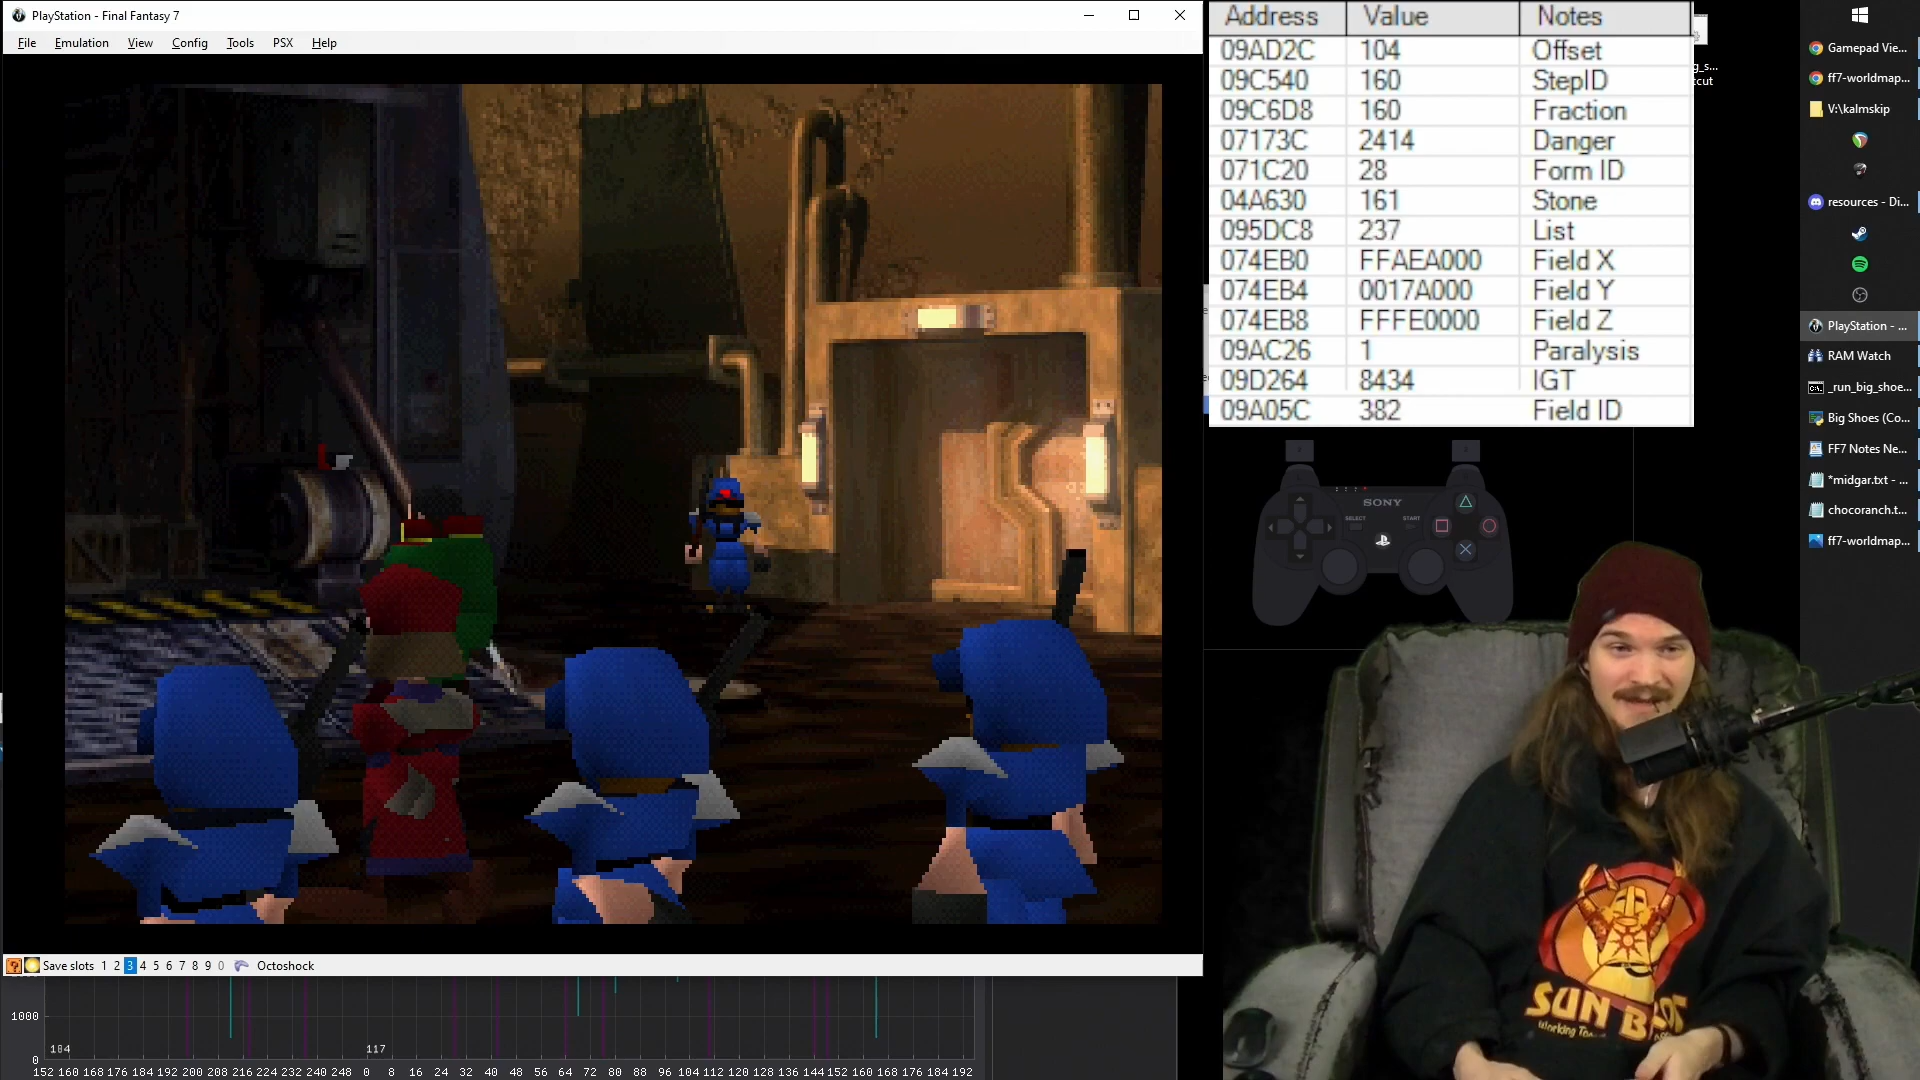 PlayStation - Final Fantasy 7
File Emulation View Config Tools PSX Help
Address Value Notes
09AD2C 104 Offset
09C540 160 StepID
09C6D8 160 Fraction
07173C 2414 Danger
071C20 28 Form ID
04A630 161 Stone
095DC8 237 List
074EB0 FFAEA000 Field X
074EB4 0017A000 Field Y
074EB8 FFFE0000 Field Z
09AC26 1 Paralysis
09D264 8434 IGT
09A05C 382 Field ID
g_s...
cut
Gamepad Vie...
ff7-worldmap...
V:\kalmskip
resources - Di...
PlayStation - ...
RAM Watch
_run_big_shoe...
Big Shoes (Co...
FF7 Notes Ne...
*midgar.txt - ...
chocoranch.t...
ff7-worldmap...
SONY
SELECT START
SUN B
Working
Save slots 1 2 3 4 5 6 7 8 9 0 Octoshock
1000
0
184 117
152 160 168 176 184 192 200 208 216 224 232 240 248 0 8 16 24 32 40 48 56 64 72 80 88 96 104 112 120 128 136 144 152 160 168 176 184 192